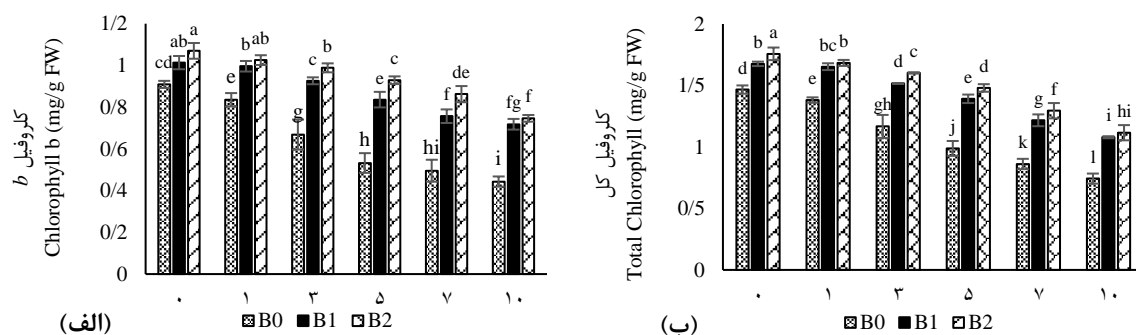 کلروفیل b
Chlorophyll b (mg/g FW)
1/2
1
0/8
0/6
0/4
0/2
0
cd ab a
e b ab
g c b
h e c
hi f de
i fg f
۰ ۱ ۳ ۵ ۷ ۱۰
B0 B1 B2
(الف)
کلروفیل کل
Total Chlorophyll (mg/g FW)
2
1/5
1
0/5
0
d b a
e bc b
gh d c
j e d
k g f
l i hi
۰ ۱ ۳ ۵ ۷ ۱۰
B0 B1 B2
(ب)